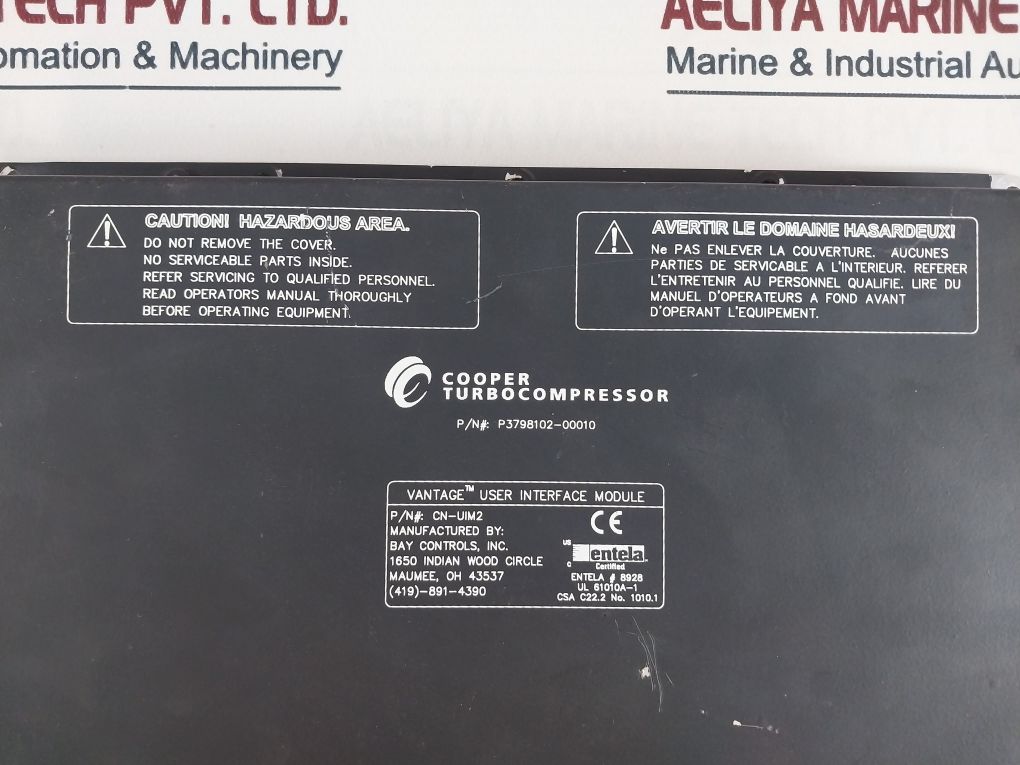 TECH PVT. LTD.
AELIYA MARINE
omation & Machinery
Marine & Industrial Au
CAUTION! HAZARDOUS AREA.
DO NOT REMOVE THE COVER.
NO SERVICEABLE PARTS INSIDE.
REFER SERVICING TO QUALIFIED PERSONNEL.
READ OPERATORS MANUAL THOROUGHLY
BEFORE OPERATING EQUIPMENT.
AVERTIR LE DOMAINE HASARDEUX!
Ne PAS ENLEVER LA COUVERTURE. AUCUNES
PARTIES DE SERVICABLE A L'INTERIEUR. REFERER
L'ENTRETENIR AU PERSONNEL QUALIFIE. LIRE DU
MANUEL D'OPERATEURS A FOND AVANT
D'OPERANT L'EQUIPEMENT.
COOPER
TURBOCOMPRESSOR
P/N#: P3798102-00010
VANTAGE™ USER INTERFACE MODULE
P/N#: CN-UIM2
MANUFACTURED BY:
BAY CONTROLS, INC.
1650 INDIAN WOOD CIRCLE
MAUMEE, OH 43537
(419)-891-4390
CE
US
entela
C
Certified
ENTELA # 8928
UL 61010A-1
CSA C22.2 No. 1010.1